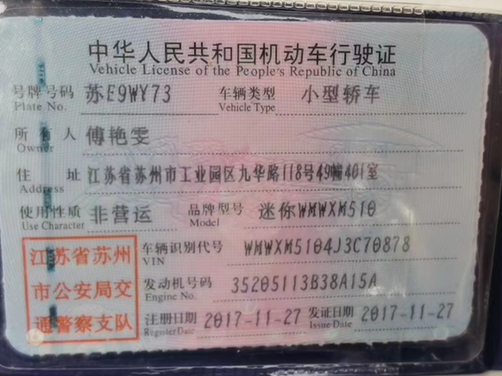 中华人民共和国机动车行驶证
Vehicle License of the People's Republic of China
号牌号码 苏E9WY73 车辆类型 小型轿车
Plate No. Vehicle Type
所有人 傅艳雯
Owner
住址 江苏省苏州市工业园区九华路118号49幢401室
Address
使用性质 非营运 品牌型号 迷你WMWXM510
Use Character Model
江苏省苏州
市公安局交
通警察支队
车辆识别代号 WMWXM5104J3C70878
VIN
发动机号码 35205113B38A15A
Engine No.
注册日期 2017-11-27 发证日期 2017-11-27
Register Date Issue Date